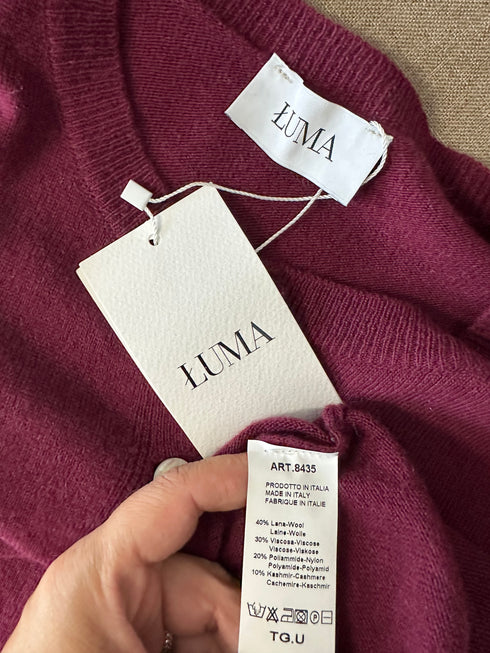 ŁUMA
ŁUMA
ART.8435
PRODOTTO IN ITALIA
MADE IN ITALY
FABRIQUE IN ITALIE
40% Lana-Wool
Laine-Wolle
30% Viscosa-Viscose
Viscose-Viskose
20% Poliammide-Nylon
Polyamide-Polyamid
10% Kashmir-Cashmere
Cachemire-Kaschmir
P
TG.U